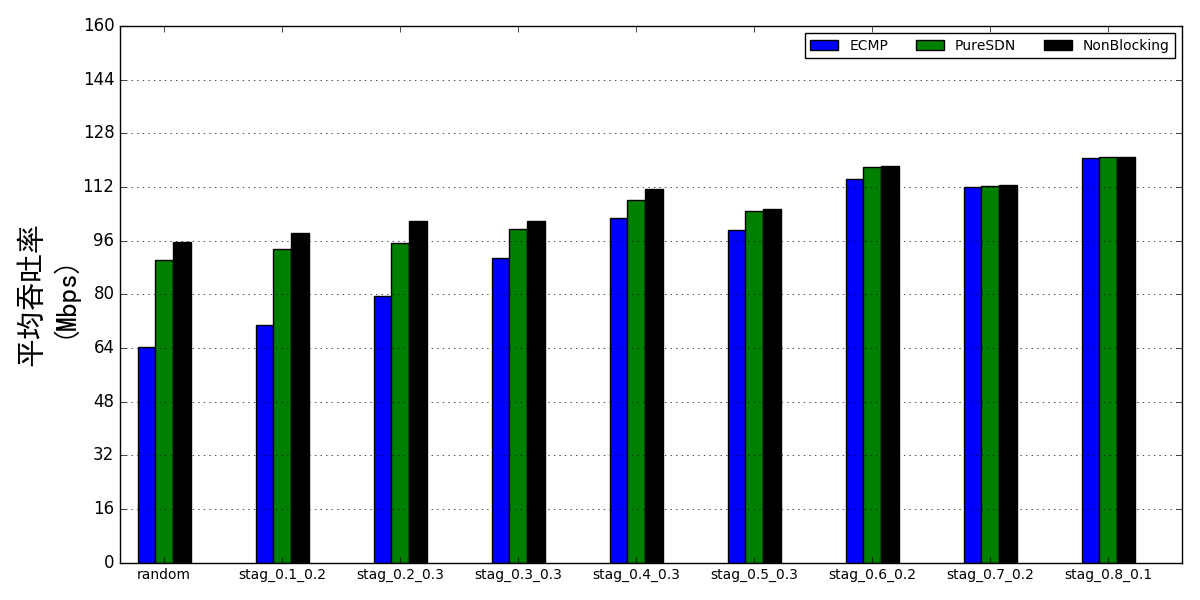 平均吞吐率
(Mbps)
160
144
128
112
96
80
64
48
32
16
0
ECMP PureSDN NonBlocking
random stag_0.1_0.2 stag_0.2_0.3 stag_0.3_0.3 stag_0.4_0.3 stag_0.5_0.3 stag_0.6_0.2 stag_0.7_0.2 stag_0.8_0.1